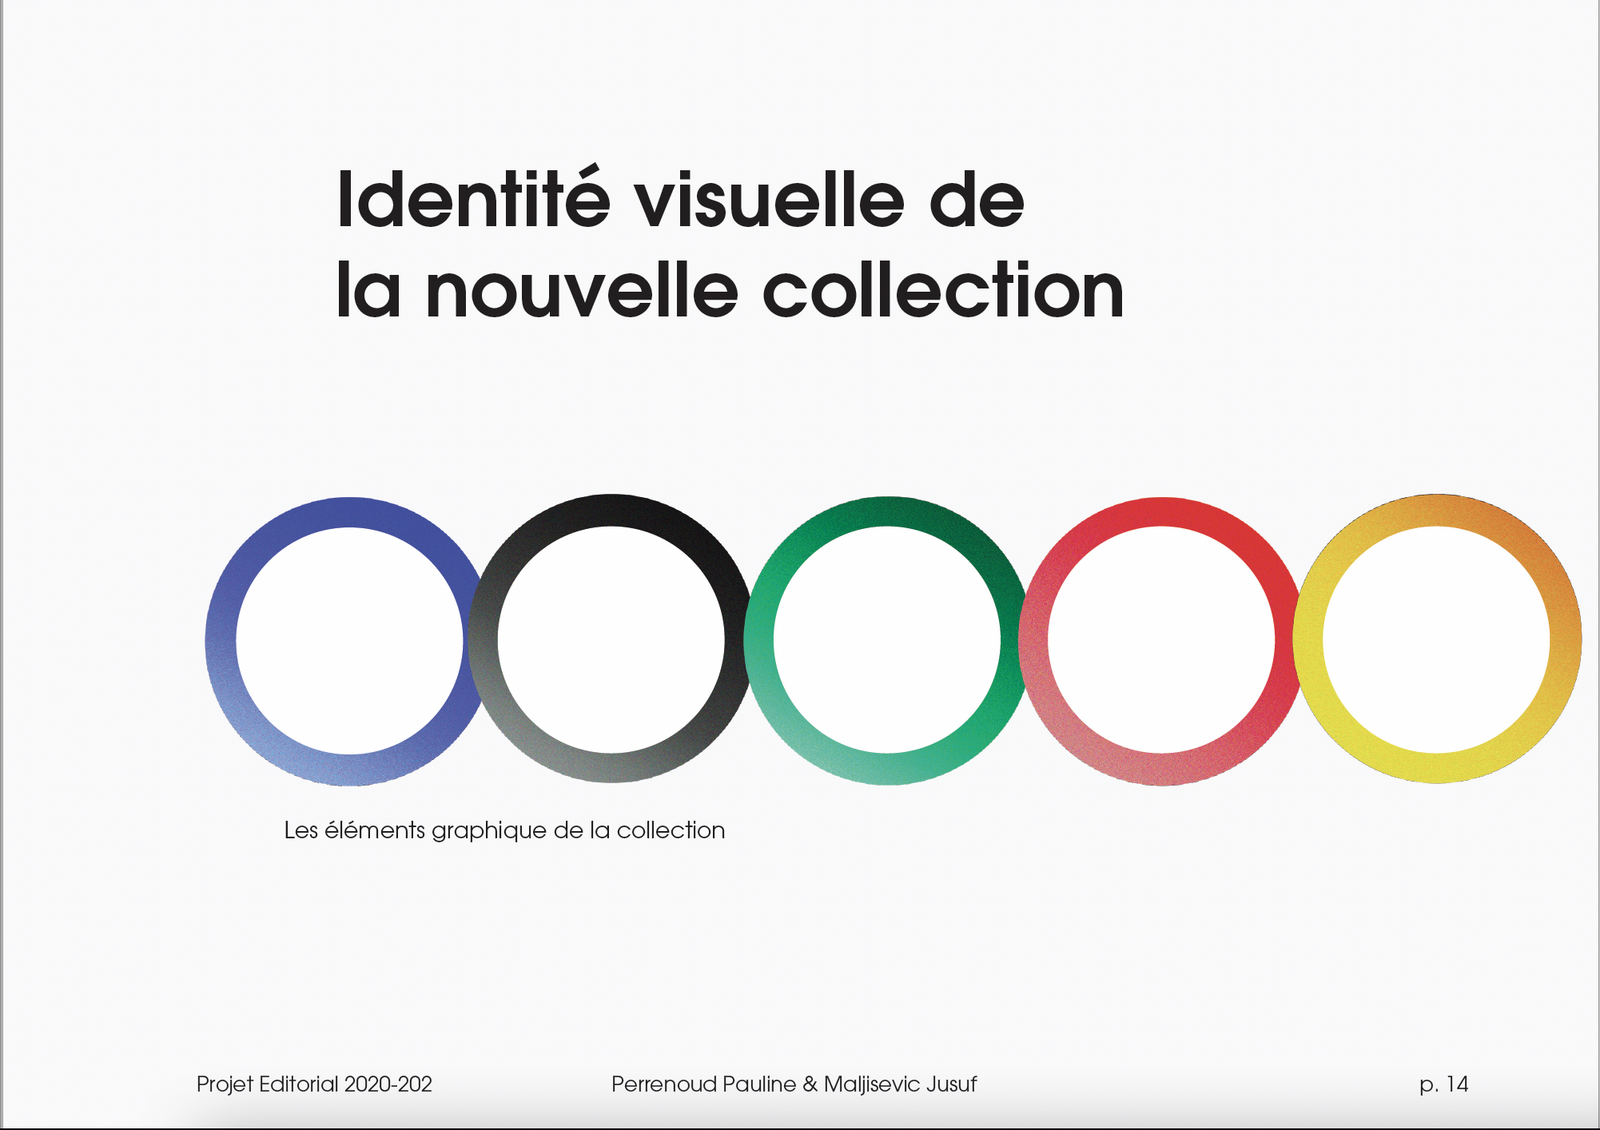 Identité visuelle de
la nouvelle collection
Les éléments graphique de la collection
Projet Editorial 2020-202
Perrenoud Pauline & Maljisevic Jusuf
p. 14